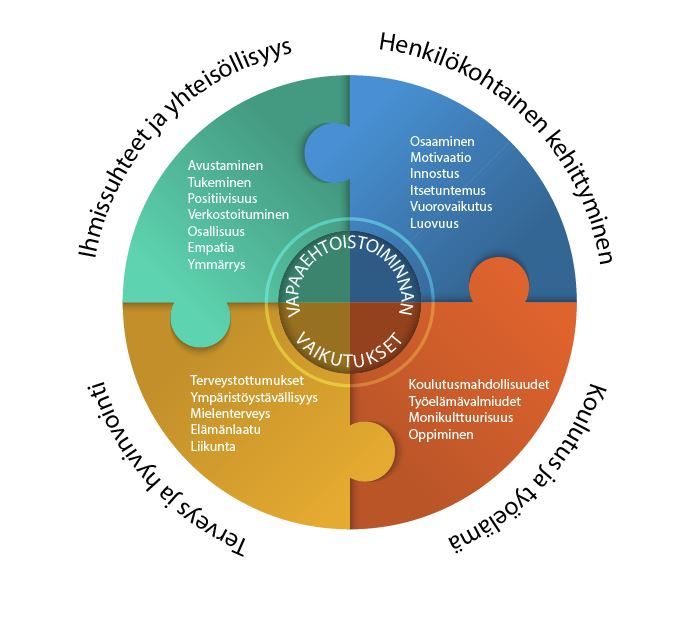 Ihmissuhteet ja yhteisöllisyys
Avustaminen
Tukeminen
Positiivisuus
Verkostoituminen
Osallisuus
Empatia
Ymmärrys
Henkilökohtainen kehittyminen
Osaaminen
Motivaatio
Innostus
Itsetuntemus
Vuorovaikutus
Luovuus
VAPAAEHTOISTOIMINNAN
VAIKUTUKSET
Terveys ja hyvinvointi
Terveystottumukset
Ympäristöystävällisyys
Mielenterveys
Elämänlaatu
Liikunta
Koulutus ja työelämä
Koulutusmahdollisuudet
Työelämävalmiudet
Monikulttuurisuus
Oppiminen